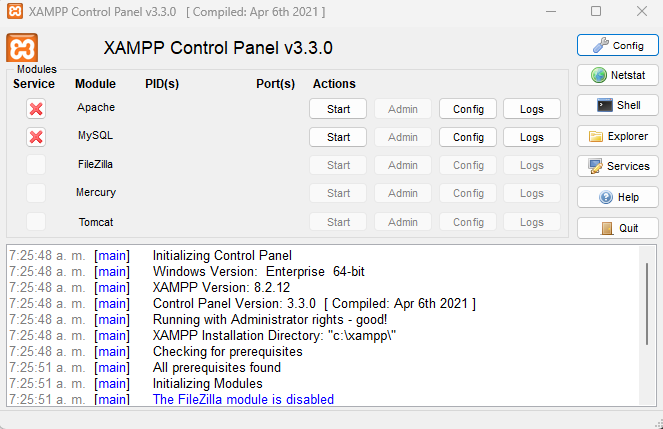 XAMPP Control Panel v3.3.0 [ Compiled: Apr 6th 2021 ]
XAMPP Control Panel v3.3.0
Config
Modules
Service Module PID(s) Port(s) Actions
Netstat
Apache Start Admin Config Logs
Shell
MySQL Start Admin Config Logs
Explorer
FileZilla Start Admin Config Logs
Services
Mercury Start Admin Config Logs
Help
Tomcat Start Admin Config Logs
Quit
7:25:48 a. m. [main] Initializing Control Panel
7:25:48 a. m. [main] Windows Version: Enterprise 64-bit
7:25:48 a. m. [main] XAMPP Version: 8.2.12
7:25:48 a. m. [main] Control Panel Version: 3.3.0 [ Compiled: Apr 6th 2021 ]
7:25:48 a. m. [main] Running with Administrator rights - good!
7:25:48 a. m. [main] XAMPP Installation Directory: "c:\xampp\"
7:25:48 a. m. [main] Checking for prerequisites
7:25:51 a. m. [main] All prerequisites found
7:25:51 a. m. [main] Initializing Modules
7:25:51 a. m. [main] The FileZilla module is disabled